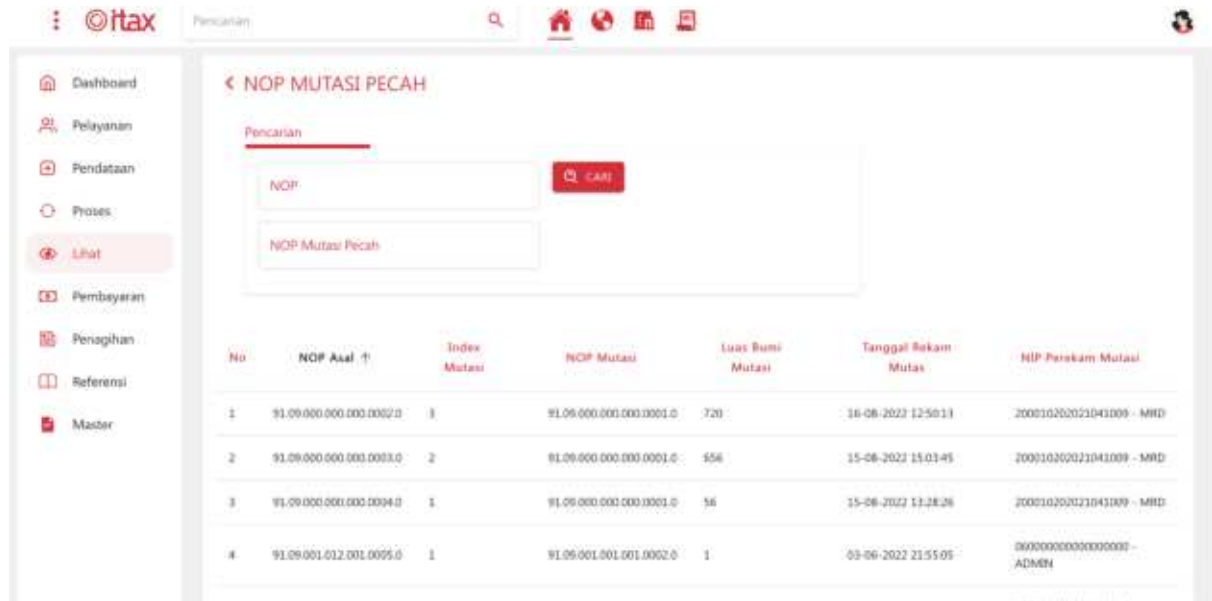 itax
Pencarian
Dashboard
Pelayanan
Pendataan
Proses
Lihat
Pembayaran
Penagihan
Referensi
Master
NOP MUTASI PECAH
Pencarian
NOP
CARI
NOP Mutasi Pecah
No NOP Asal ↑ Index Mutasi NOP Mutasi Luas Bumi Mutasi Tanggal Rekam Mutas NIP Perekam Mutasi
1 91.09.000.000.000.0002.0 3 91.09.000.000.000.0001.0 720 16-08-2022 12:50:13 200010202021041009 - MRD
2 91.09.000.000.000.0003.0 2 91.09.000.000.000.0001.0 656 15-08-2022 15:03:45 200010202021041009 - MRD
3 91.09.000.000.000.0004.0 1 91.09.000.000.000.0001.0 56 15-08-2022 13:28:26 200010202021041009 - MRD
4 91.09.001.012.001.0005.0 1 91.09.001.001.001.0002.0 1 03-06-2022 21:55:05
ADMIN